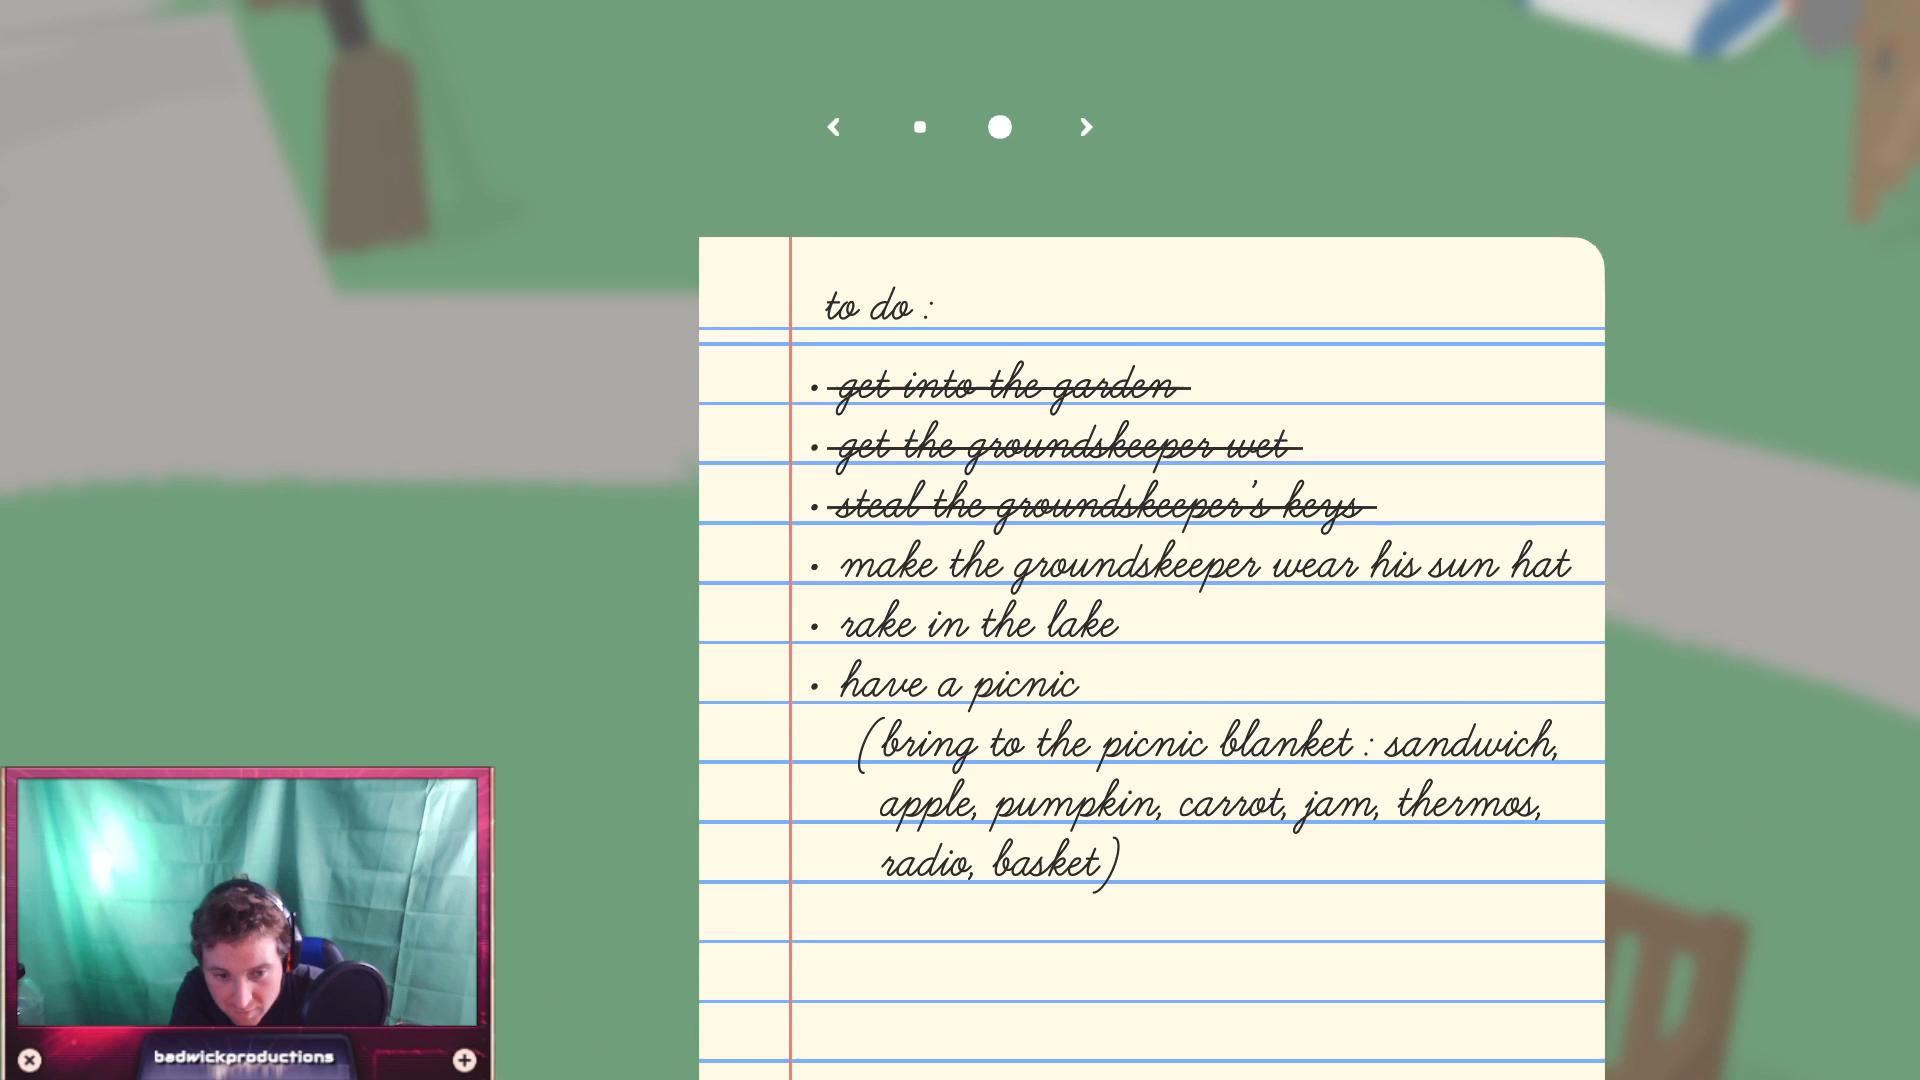 to do :
• get into the garden
• get the groundskeeper wet
• steal the groundskeeper's keys
• make the groundskeeper wear his sun hat
• rake in the lake
• have a picnic
(bring to the picnic blanket : sandwich,
apple, pumpkin, carrot, jam, thermos,
radio, basket)
badwickproductions